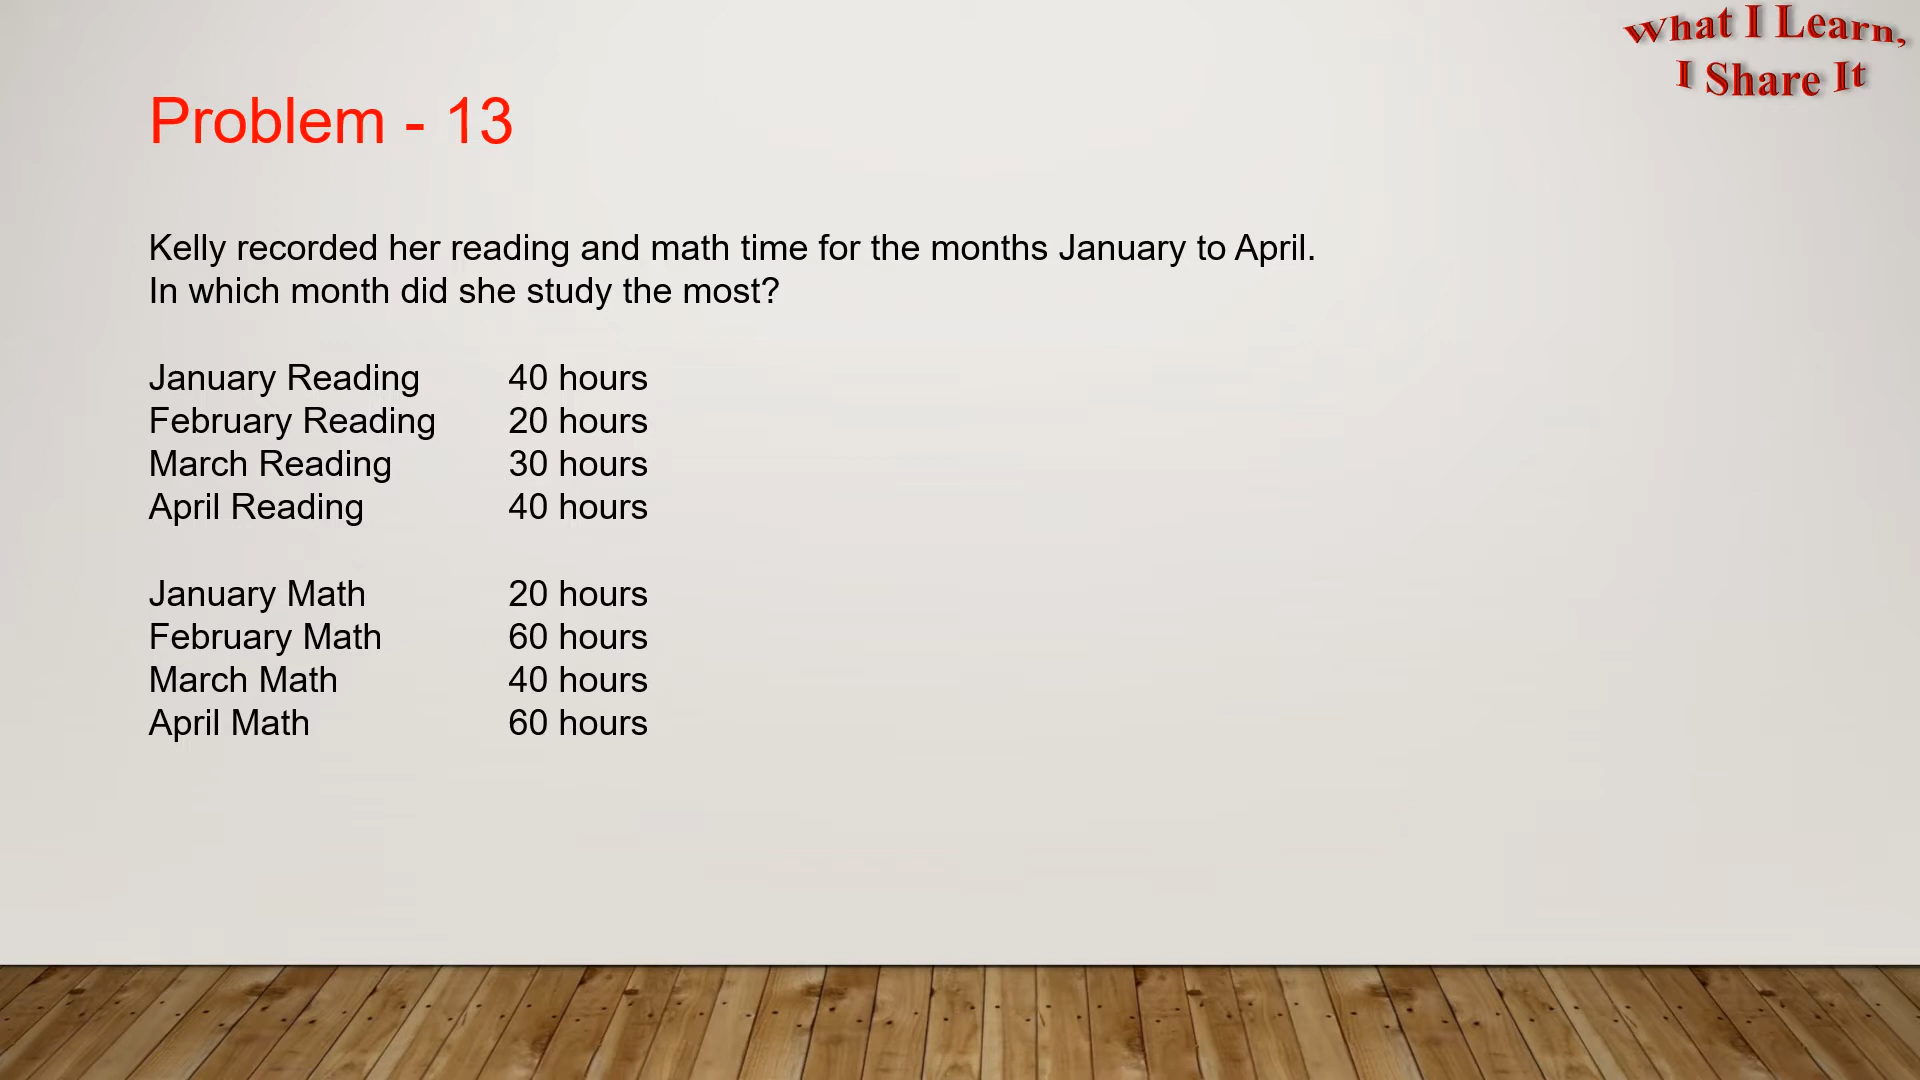 What I Learn,
I Share It
Problem - 13
Kelly recorded her reading and math time for the months January to April.
In which month did she study the most?
January Reading 40 hours
February Reading 20 hours
March Reading 30 hours
April Reading 40 hours
January Math 20 hours
February Math 60 hours
March Math 40 hours
April Math 60 hours